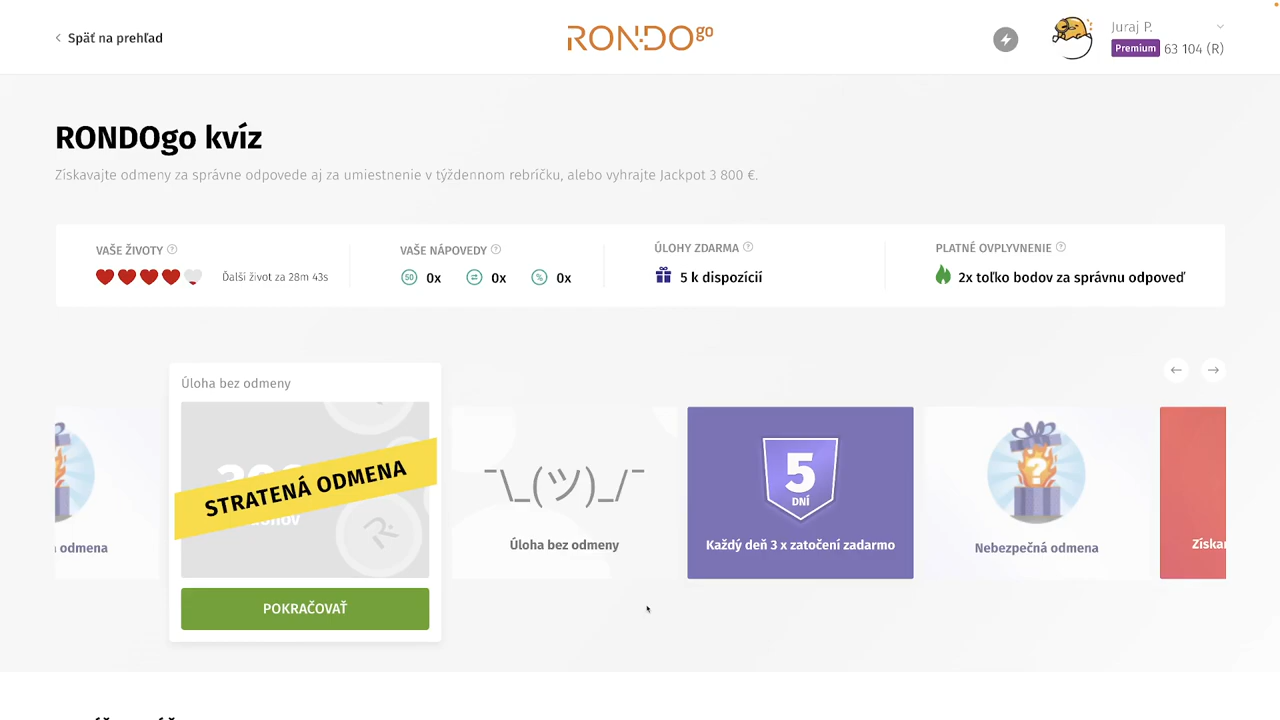 Späť na prehľad
RONDOgo
Juraj P.
Premium 63 104 (R)
RONDOgo kvíz
Získavajte odmeny za správne odpovede aj za umiestnenie v týždennom rebríčku, alebo vyhrajte Jackpot 3 800 €.
VAŠE ŽIVOTY
Ďalší život za 28m 43s
VAŠE NÁPOVEDY
50 0x 0x % 0x
ÚLOHY ZDARMA
5 k dispozícií
PLATNÉ OVPLYVNENIE
2x toľko bodov za správnu odpoveď
odmena
Úloha bez odmeny
STRATENÁ ODMENA
POKRAČOVAŤ
¯\_(ツ)_/¯
Úloha bez odmeny
5
DNÍ
Každý deň 3 x zatočení zadarmo
?
Nebezpečná odmena